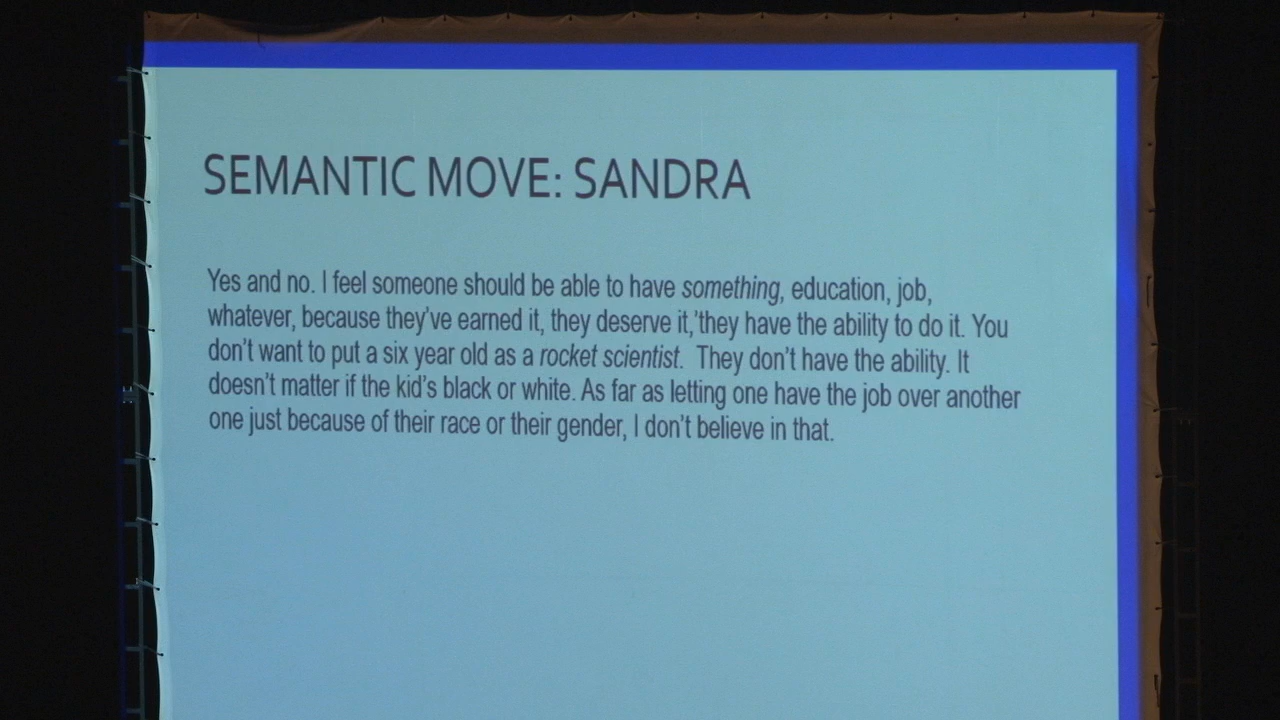 SEMANTIC MOVE: SANDRA
Yes and no. I feel someone should be able to have something, education, job,
whatever, because they've earned it, they deserve it,'they have the ability to do it. You
don't want to put a six year old as a rocket scientist. They don't have the ability. It
doesn't matter if the kid's black or white. As far as letting one have the job over another
one just because of their race or their gender, I don't believe in that.